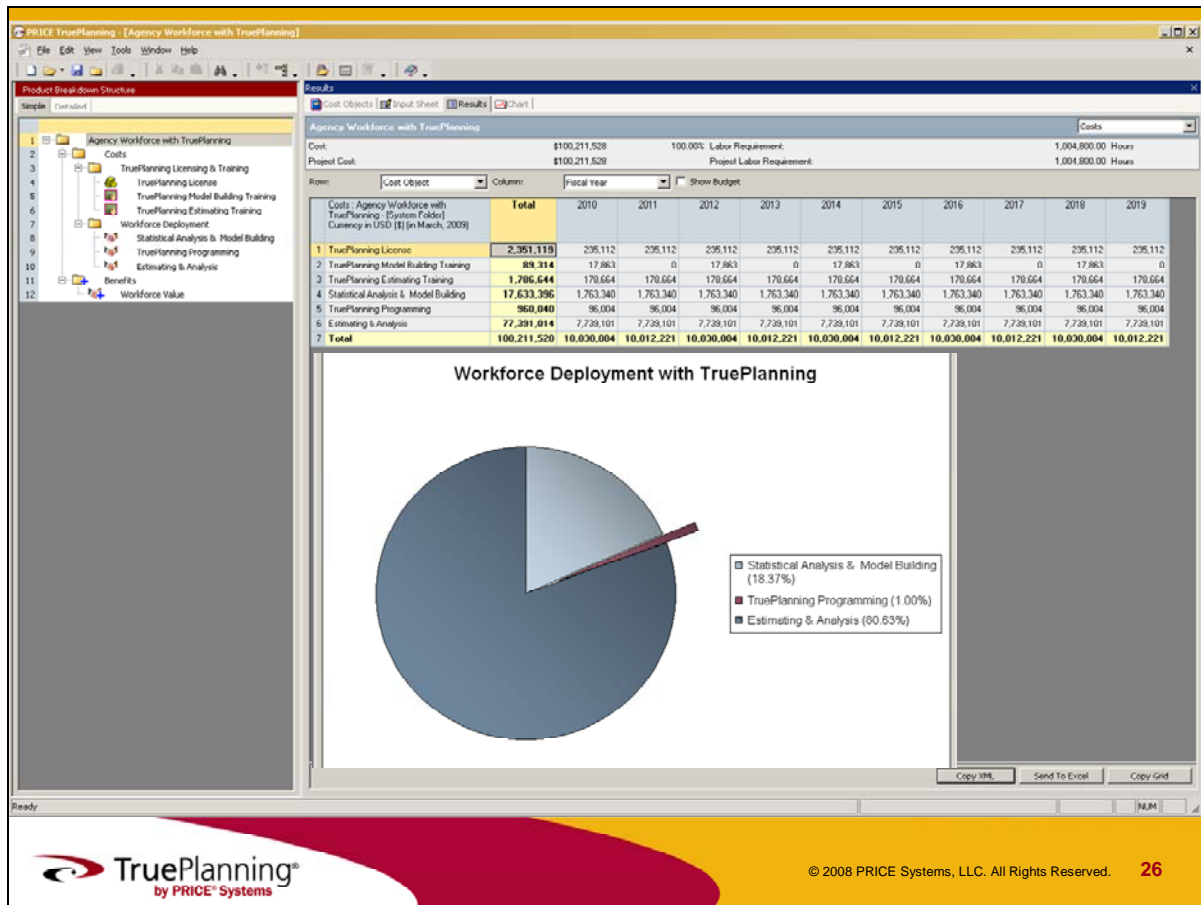 PRICE TruePlanning - [Agency Workforce with TruePlanning]
File Edit View Tools Window Help
Product Breakdown Structure
Simple Detailed
1 Agency Workforce with TruePlanning
2 Costs
3 TruePlanning Licensing & Training
4 TruePlanning License
5 TruePlanning Model Building Training
6 TruePlanning Estimating Training
7 Workforce Deployment
8 Statistical Analysis & Model Building
9 TruePlanning Programming
10 Estimating & Analysis
11 Benefits
12 Workforce Value
Results
Cost Objects Input Sheet Results Chart
Agency Workforce with TruePlanning Costs
Cost: $100,211,528 100.00% Labor Requirement: 1,004,800.00 Hours
Project Cost: $100,211,528 Project Labor Requirement: 1,004,800.00 Hours
Row: Cost Object Column: Fiscal Year Show Budget
Costs : Agency Workforce with Total 2010 2011 2012 2013 2014 2015 2016 2017 2018 2019
TruePlanning - [System Folder]
Currency in USD [$] (in March, 2009)
1 TruePlanning License 2,351,119 235,112 235,112 235,112 235,112 235,112 235,112 235,112 235,112 235,112 235,112
2 TruePlanning Model Building Training 89,314 17,863 0 17,863 0 17,863 0 17,863 0 17,863 0
3 TruePlanning Estimating Training 1,786,644 178,664 178,664 178,664 178,664 178,664 178,664 178,664 178,664 178,664 178,664
4 Statistical Analysis & Model Building 17,633,396 1,763,340 1,763,340 1,763,340 1,763,340 1,763,340 1,763,340 1,763,340 1,763,340 1,763,340 1,763,340
5 TruePlanning Programming 960,040 96,004 96,004 96,004 96,004 96,004 96,004 96,004 96,004 96,004 96,004
6 Estimating & Analysis 77,391,014 7,739,101 7,739,101 7,739,101 7,739,101 7,739,101 7,739,101 7,739,101 7,739,101 7,739,101 7,739,101
7 Total 100,211,528 10,030,084 10,012,221 10,030,084 10,012,221 10,030,084 10,012,221 10,030,084 10,012,221 10,030,084 10,012,221
Workforce Deployment with TruePlanning
Statistical Analysis & Model Building
(18.37%)
TruePlanning Programming (1.00%)
Estimating & Analysis (80.63%)
Copy XML Send To Excel Copy Grid
Ready NUM
TruePlanning®
by PRICE® Systems
© 2008 PRICE Systems, LLC. All Rights Reserved. 26